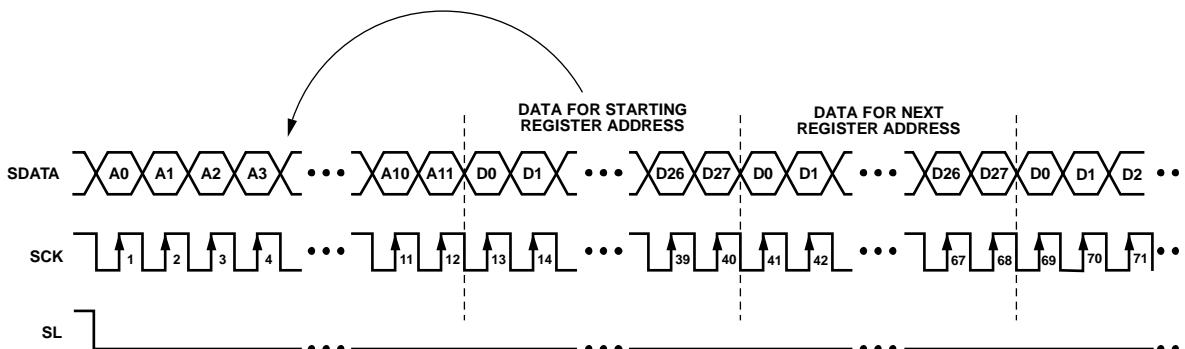 DATA FOR STARTING
REGISTER ADDRESS
DATA FOR NEXT
REGISTER ADDRESS
SDATA A0 A1 A2 A3 ••• A10 A11 D0 D1 ••• D26 D27 D0 D1 ••• D26 D27 D0 D1 D2 ••
SCK 1 2 3 4 ••• 11 12 13 14 ••• 39 40 41 42 ••• 67 68 69 70 71 ••
SL ••• ••• ••• ••